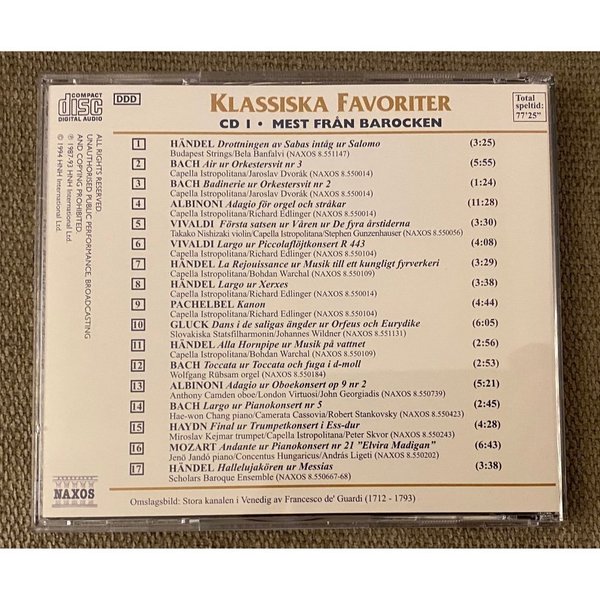 COMPACT
disc
DIGITAL AUDIO
DDD
KLASSISKA FAVORITER
CD 1 • MEST FRÅN BAROCKEN
Total
speltid:
77'25"
1 HÄNDEL Drottningen av Sabas intåg ur Salomo (3:25)
Budapest Strings/Bela Banfalvi (NAXOS 8.551147)
2 BACH Air ur Orkestersvit nr 3 (5:55)
Capella Istropolitana/Jaroslav Dvorák (NAXOS 8.550014)
3 BACH Badinerie ur Orkestersvit nr 2 (1:24)
Capella Istropolitana/Jaroslav Dvorák (NAXOS 8.550014)
4 ALBINONI Adagio för orgel och stråkar (11:28)
Capella Istropolitana/Richard Edlinger (NAXOS 8.550014)
5 VIVALDI Första satsen ur Våren ur De fyra årstiderna (3:30)
Takako Nishizaki violin/Capella Istropolitana/Stephen Gunzenhauser (NAXOS 8.550056)
6 VIVALDI Largo ur Piccolaflöjtkonsert R 443 (4:08)
Capella Istropolitana/Richard Edlinger (NAXOS 8.550014)
7 HÄNDEL La Rejouissance ur Musik till ett kungligt fyrverkeri (3:29)
Capella Istropolitana/Bohdan Warchal (NAXOS 8.550109)
8 HÄNDEL Largo ur Xerxes (3:38)
Capella Istropolitana/Richard Edlinger (NAXOS 8.550014)
9 PACHELBEL Kanon (4:44)
Capella Istropolitana/Richard Edlinger (NAXOS 8.550014)
10 GLUCK Dans i de saligas ängder ur Orfeus och Eurydike (6:05)
Slovakiska Statsfilharmonin/Johannes Wildner (NAXOS 8.551144)
11 HÄNDEL Alla Hornpipe ur Musik på vattnet (2:56)
Capella Istropolitana/Bohdan Warchal (NAXOS 8.550109)
12 BACH Toccata ur Toccata och fuga i d-moll (2:53)
Wolfgang Rübsam orgel (NAXOS 8.550184)
13 ALBINONI Adagio ur Oboekonsert op 9 nr 2 (5:21)
Anthony Camden oboe/London Virtuosi/John Georgiadis (NAXOS 8.550739)
14 BACH Largo ur Pianokonsert nr 5 (2:45)
Hae-won Chang piano/Camerata Cassovia/Robert Stankovsky (NAXOS 8.550423)
15 HAYDN Final ur Trumpetkonsert i Ess-dur (4:28)
Miroslav Kejmar trumpet/Capella Istropolitana/Peter Skvor (NAXOS 8.550243)
16 MOZART Andante ur Pianokonsert nr 21 "Elvira Madigan" (6:43)
Jenö Jandó piano/Concentus Hungaricus/András Ligeti (NAXOS 8.550202)
17 HÄNDEL Hallelujakören ur Messias (3:38)
Scholars Baroque Ensemble (NAXOS 8.550667-68)
Omslagsbild: Stora kanalen i Venedig av Francesco de' Guardi (1712 - 1793)
ALL RIGHTS RESERVED
UNAUTHORISED PUBLIC PERFORMANCE, BROADCASTING
AND COPYING PROHIBITED.
℗ 1987-93 HNH International Ltd.
© 1994 HNH International Ltd.
NAXOS